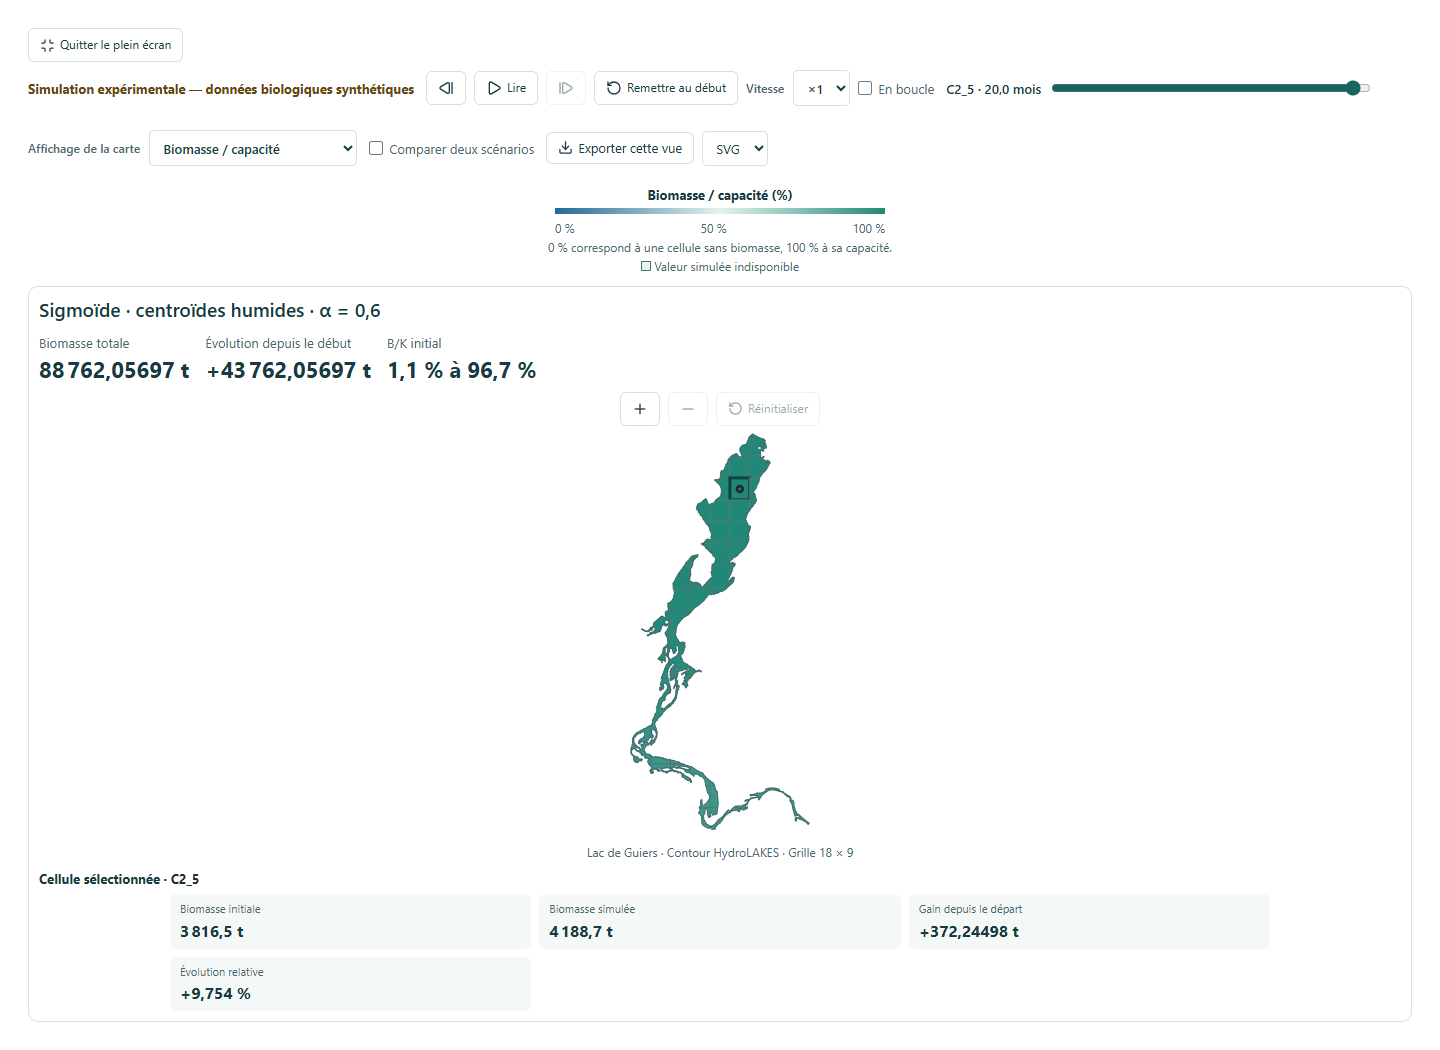 Quitter le plein écran
Simulation expérimentale — données biologiques synthétiques Lire Remettre au début Vitesse ×1 En boucle C2_5 · 20,0 mois
Affichage de la carte Biomasse / capacité Comparer deux scénarios Exporter cette vue SVG
Biomasse / capacité (%)
0 % 50 % 100 %
0 % correspond à une cellule sans biomasse, 100 % à sa capacité.
Valeur simulée indisponible
Sigmoïde · centroïdes humides · α = 0,6
Biomasse totale Évolution depuis le début B/K initial
88 762,05697 t +43 762,05697 t 1,1 % à 96,7 %
Réinitialiser
Lac de Guiers · Contour HydroLAKES · Grille 18 × 9
Cellule sélectionnée · C2_5
Biomasse initiale Biomasse simulée Gain depuis le départ
3 816,5 t 4 188,7 t +372,24498 t
Évolution relative
+9,754 %